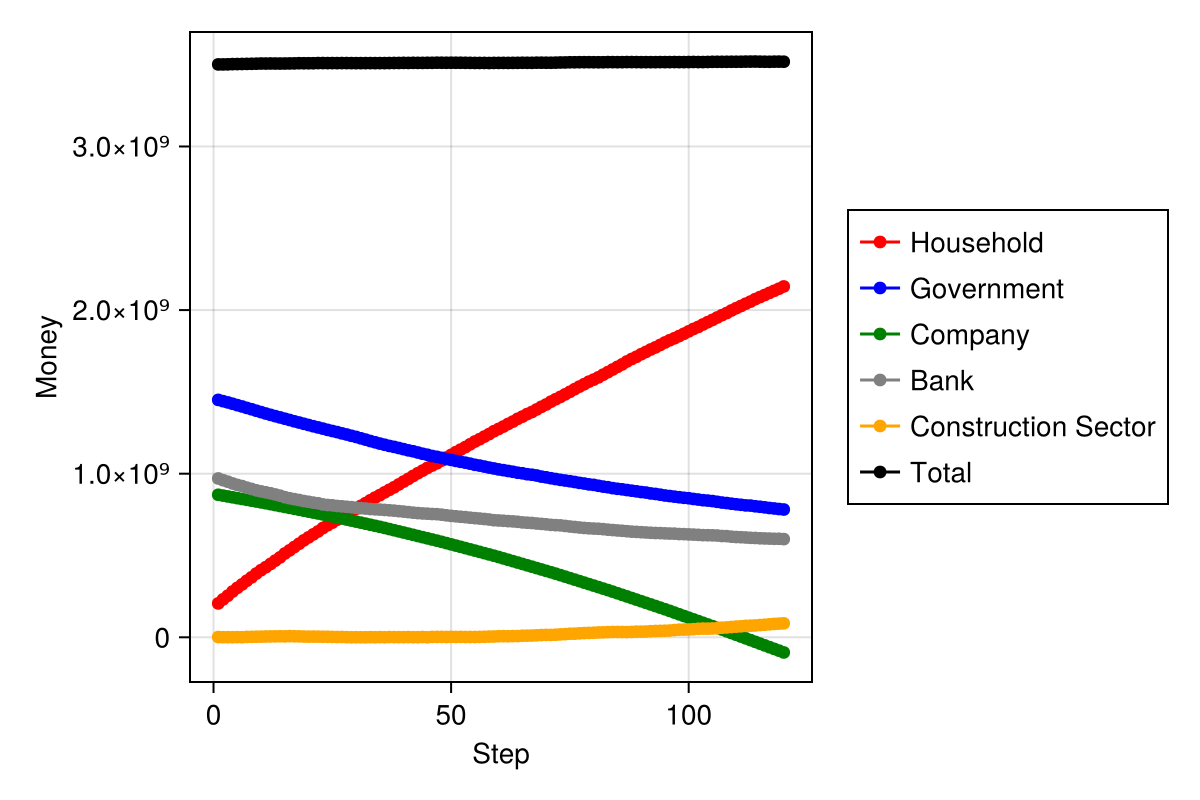 3.0×10⁹
2.0×10⁹
1.0×10⁹
0
Money
0
50
100
Step
Household
Government
Company
Bank
Construction Sector
Total